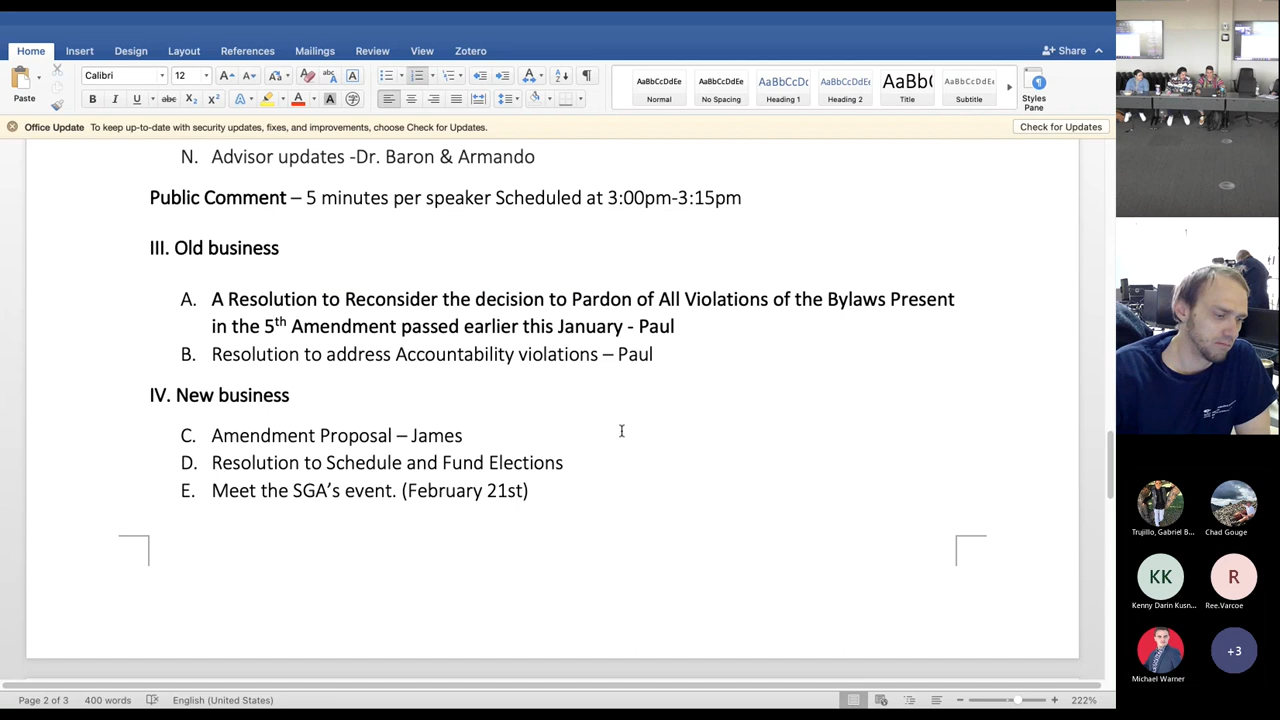 Home Insert Design Layout References Mailings Review View Zotero Share
Paste Calibri 12 Normal No Spacing Heading 1 Heading 2 Title Subtitle Styles Pane
Office Update To keep up-to-date with security updates, fixes, and improvements, choose Check for Updates. Check for Updates
N. Advisor updates -Dr. Baron & Armando
Public Comment – 5 minutes per speaker Scheduled at 3:00pm-3:15pm
III. Old business
A. A Resolution to Reconsider the decision to Pardon of All Violations of the Bylaws Present
in the 5th Amendment passed earlier this January - Paul
B. Resolution to address Accountability violations – Paul
IV. New business
C. Amendment Proposal – James
D. Resolution to Schedule and Fund Elections
E. Meet the SGA's event. (February 21st)
Page 2 of 3 400 words English (United States) 222%
Trujillo, Gabriel B... Chad Gouge
KK R
Kenny Darin Kusn... Ree.Varcoe
+3
Michael Warner